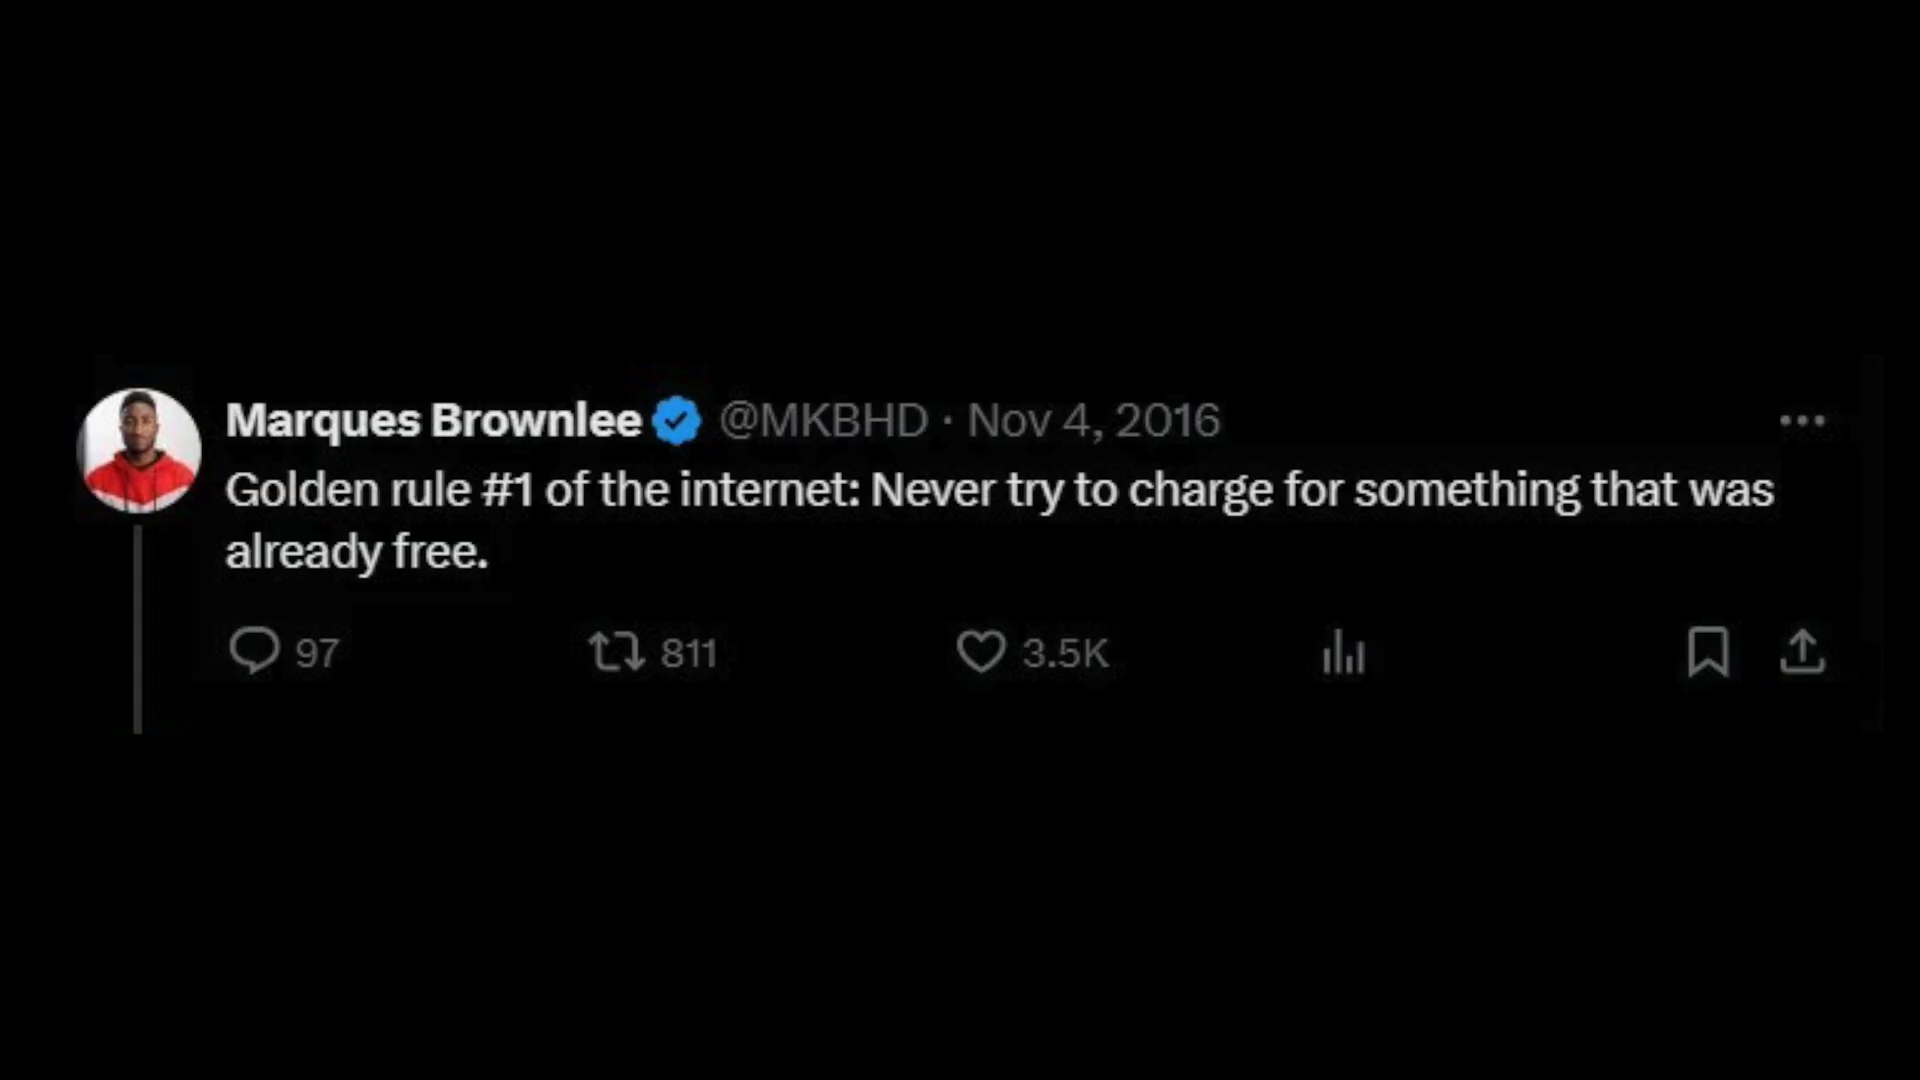 Marques Brownlee @MKBHD · Nov 4, 2016
Golden rule #1 of the internet: Never try to charge for something that was
already free.
97 811 3.5K